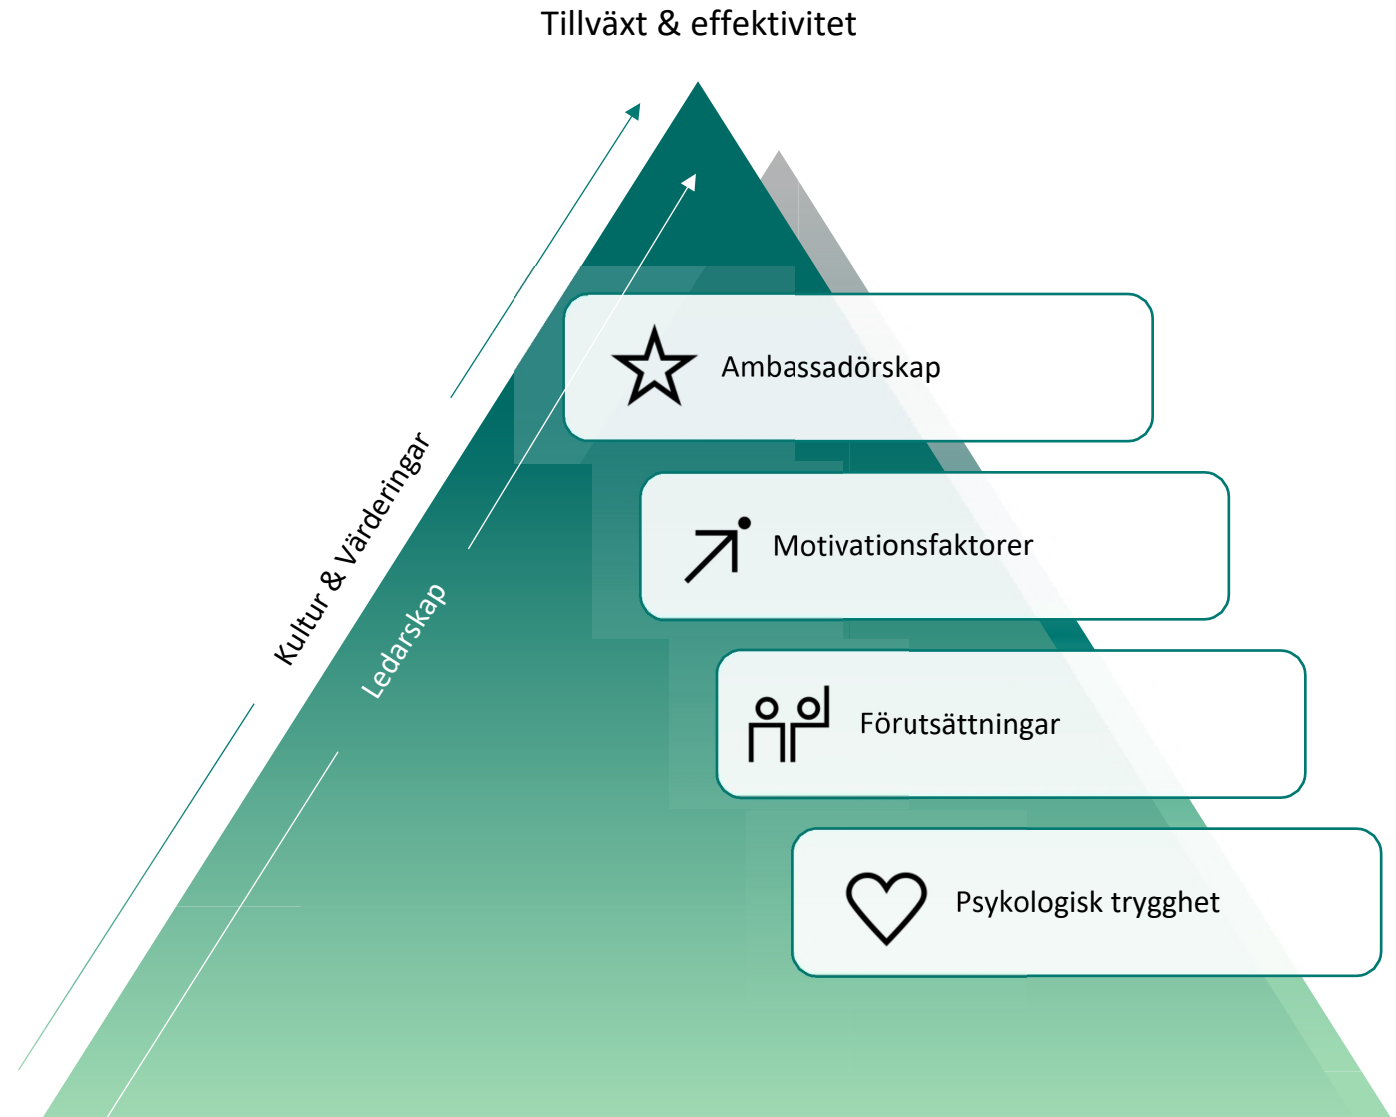 Tillväxt & effektivitet
Kultur & Värderingar
Ledarskap
Ambassadörskap
Motivationsfaktorer
Förutsättningar
Psykologisk trygghet